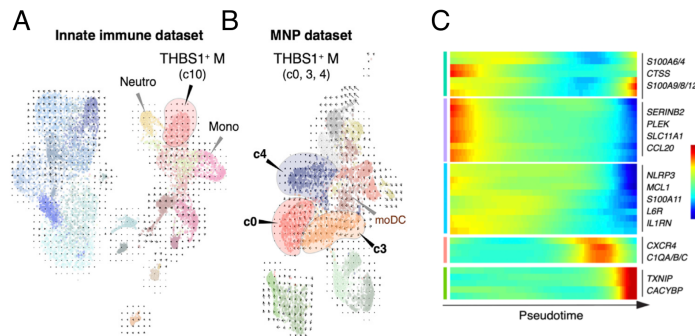 A
Innate immune dataset
THBS1⁺ M
(c10)
Neutro
Mono
B
MNP dataset
THBS1⁺ M
(c0, 3, 4)
c4
c0
moDC
c3
C
S100A6/4
CTSS
S100A9/8/12
SERINB2
PLEK
SLC11A1
CCL20
NLRP3
MCL1
S100A11
L6R
IL1RN
CXCR4
C1QA/B/C
TXNIP
CACYBP
Pseudotime